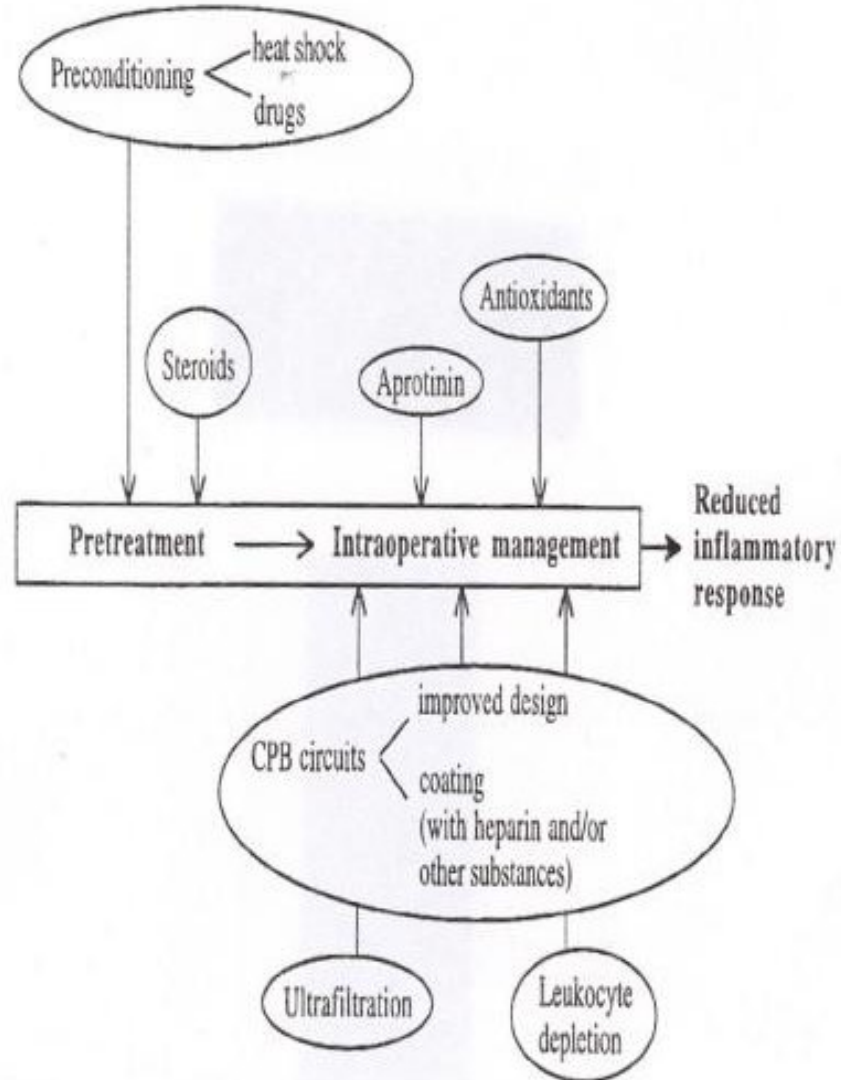 heat shock
Preconditioning
drugs
Antioxidants
Steroids
Aprotinin
Pretreatment
Intraoperative management
Reduced
inflammatory
response
improved design
CPB circuits
coating
(with heparin and/or
other substances)
Ultrafiltration
Leukocyte
depletion